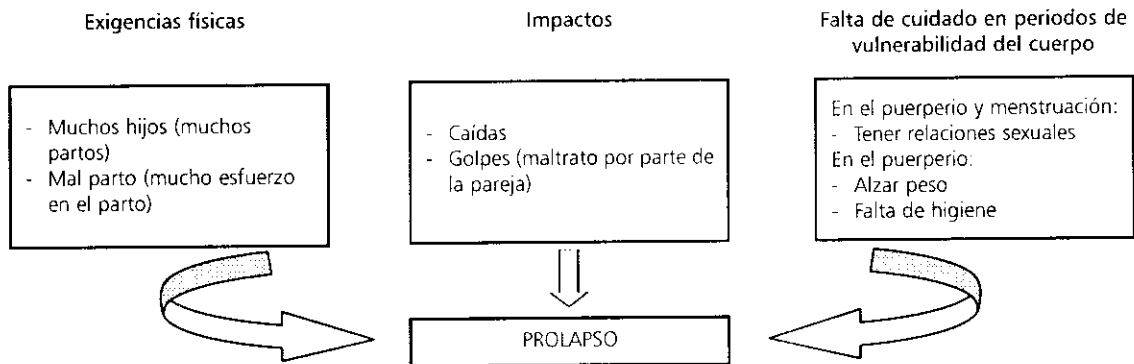 Exigencias físicas
- Muchos hijos (muchos
partos)
- Mal parto (mucho esfuerzo
en el parto)
Impactos
- Caídas
- Golpes (maltrato por parte de
la pareja)
Falta de cuidado en periodos de
vulnerabilidad del cuerpo
En el puerperio y menstruación:
- Tener relaciones sexuales
En el puerperio:
- Alzar peso
- Falta de higiene
PROLAPSO